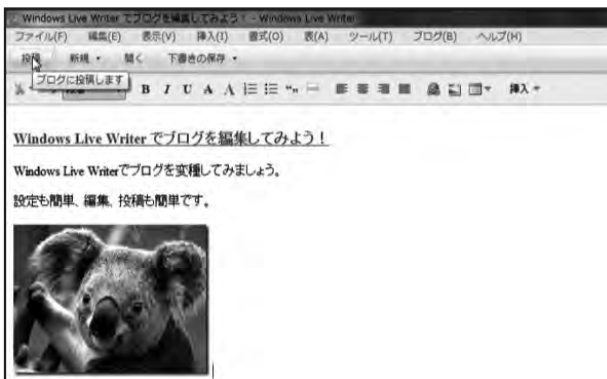 Windows Live Writer でブログを編集してみよう! - Windows Live Writer
ファイル(F) 編集(E) 表示(V) 挿入(I) 書式(O) 表(A) ツール(T) ブログ(B) ヘルプ(H)
投稿 新規 開く 下書きの保存
ブログに投稿します
B I U A A 挿入
Windows Live Writer でブログを編集してみよう!
Windows Live Writerでブログを変種してみましょう。
設定も簡単、編集、投稿も簡単です。